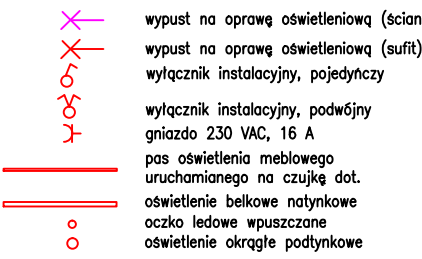 wypust na oprawę oświetleniową (ścian
wypust na oprawę oświetleniową (sufit)
wyłącznik instalacyjny, pojedyńczy
wyłącznik instalacyjny, podwójny
gniazdo 230 VAC, 16 A
pas oświetlenia meblowego
uruchamianego na czujkę dot.
oświetlenie belkowe natynkowe
oczko ledowe wpuszczane
oświetlenie okrągłe podtynkowe